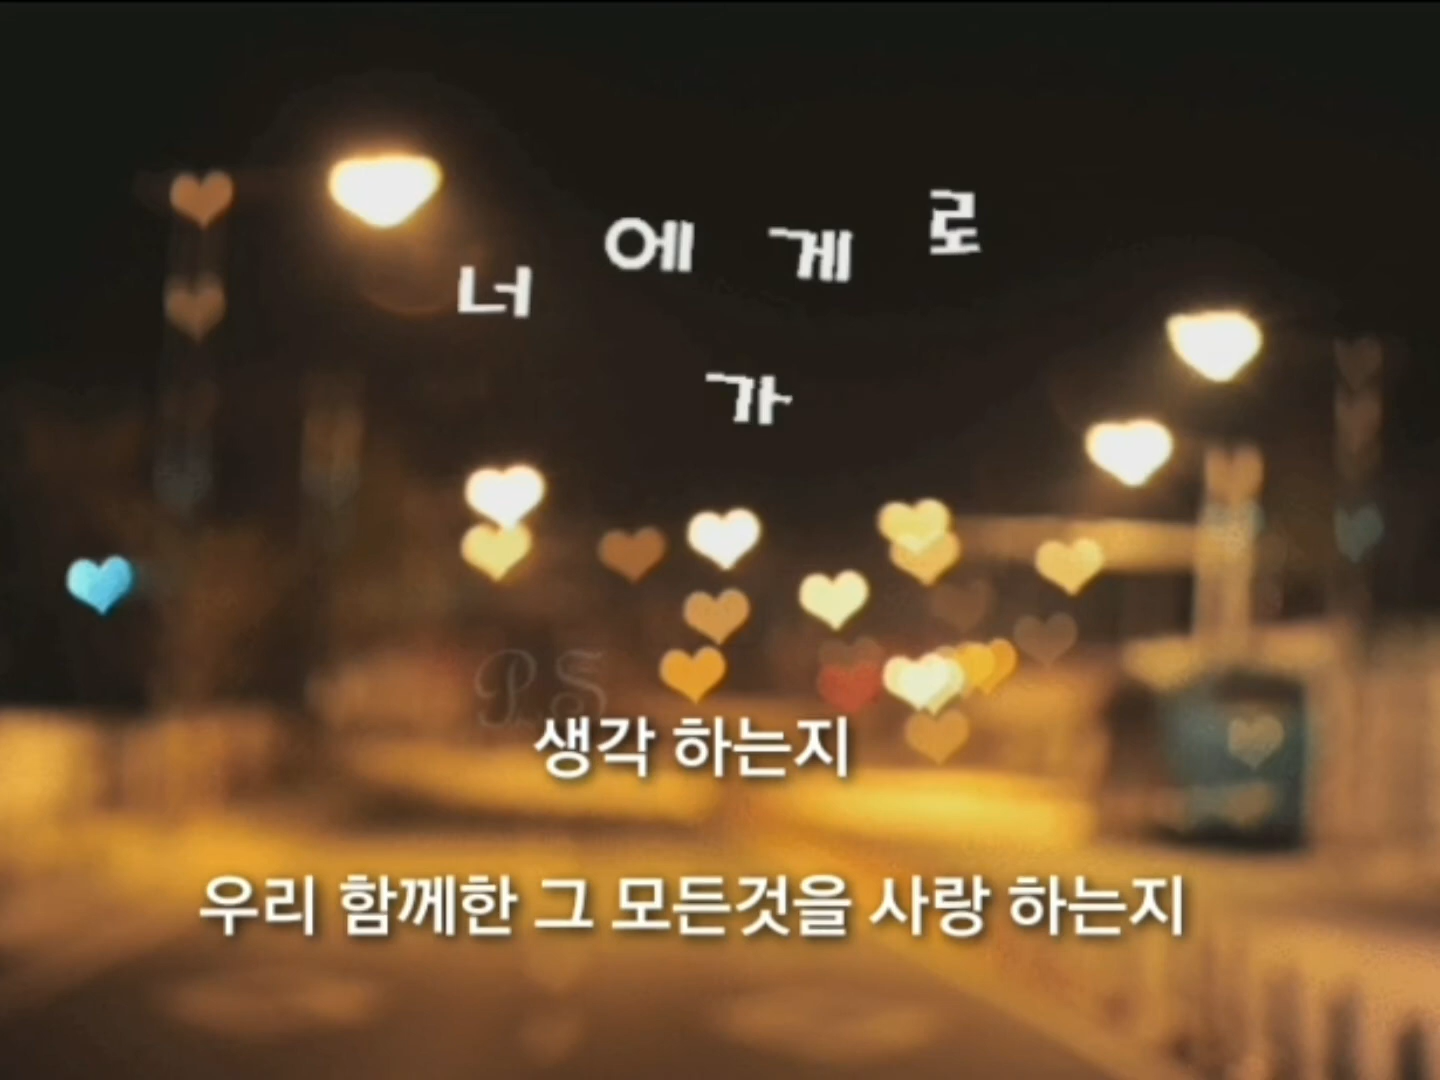 너 에 게 로
가
P.S
생각 하는지
우리 함께한 그 모든것을 사랑 하는지